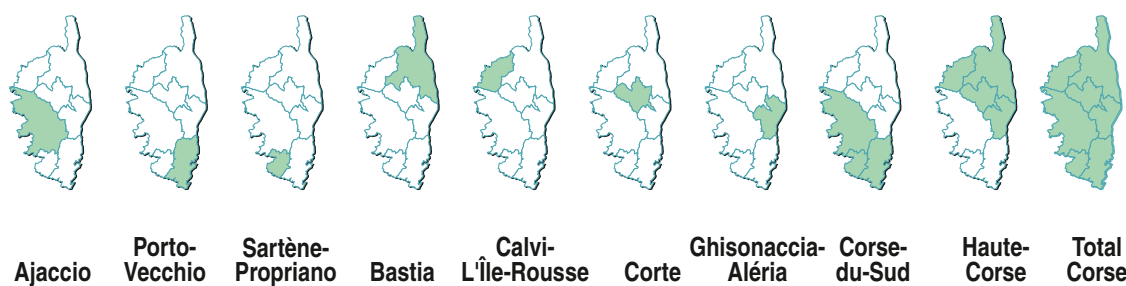 Ajaccio
Porto-
Vecchio
Sartène-
Propriano
Bastia
Calvi-
L'Île-Rousse
Corte
Ghisonaccia-
Aléria
Corse-
du-Sud
Haute-
Corse
Total
Corse